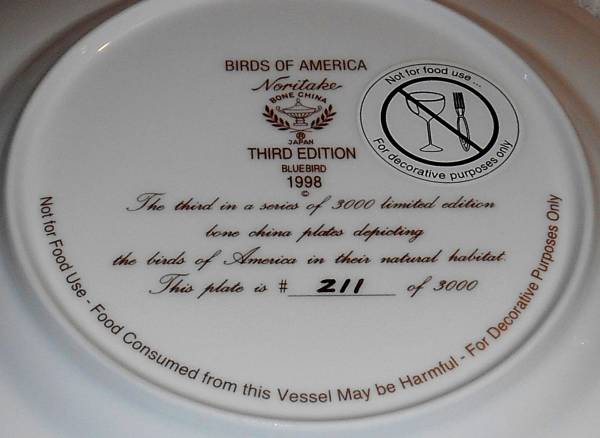 BIRDS OF AMERICA
Noritake
BONE CHINA
®
JAPAN
THIRD EDITION
BLUEBIRD
1998
©
The third in a series of 3000 limited edition
bone china plates depicting
the birds of America in their natural habitat.
This plate is # 211 of 3000
Not for food use ...
For decorative purposes only
Not for Food Use - Food Consumed from this Vessel May be Harmful - For Decorative Purposes Only